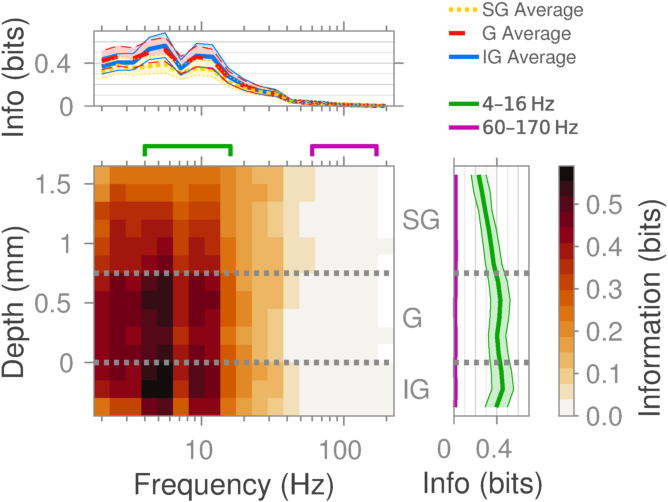 SG Average
G Average
IG Average
Info (bits)
0.4
0
4–16 Hz
60–170 Hz
Depth (mm)
1.5
1
0.5
0
SG
G
IG
10
100
Frequency (Hz)
0
0.4
Info (bits)
0.5
0.4
0.3
0.2
0.1
0.0
Information (bits)